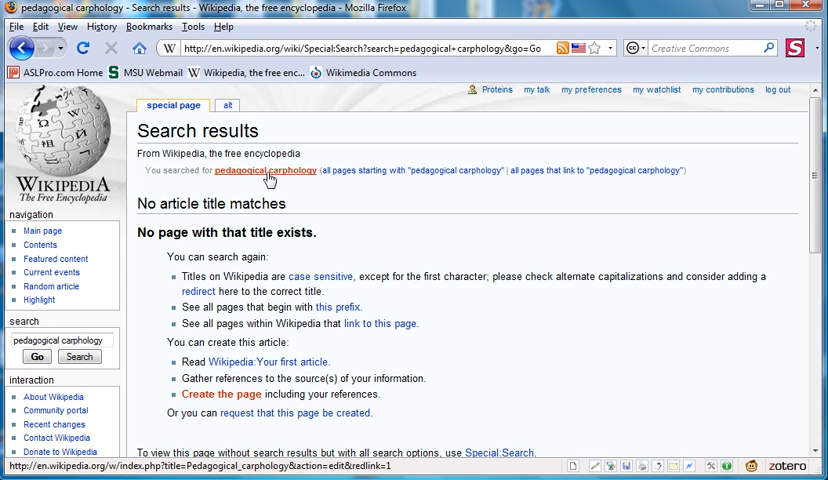 pedagogical carphology - Search results - Wikipedia, the free encyclopedia - Mozilla Firefox
File Edit View History Bookmarks Tools Help
W http://en.wikipedia.org/wiki/Special:Search?search=pedagogical+carphology&go=Go
Creative Commons
ASLPro.com Home MSU Webmail Wikipedia, the free enc... Wikimedia Commons
Proteins my talk my preferences my watchlist my contributions log out
special page alt
Search results
From Wikipedia, the free encyclopedia
You searched for pedagogical carphology (all pages starting with "pedagogical carphology" | all pages that link to "pedagogical carphology")
WIKIPEDIA
The Free Encyclopedia
navigation
Main page
Contents
Featured content
Current events
Random article
Highlight
search
pedagogical carphology
Go Search
interaction
About Wikipedia
Community portal
Recent changes
Contact Wikipedia
Donate to Wikipedia
No article title matches
No page with that title exists.
You can search again:
Titles on Wikipedia are case sensitive, except for the first character; please check alternate capitalizations and consider adding a
redirect here to the correct title.
See all pages that begin with this prefix.
See all pages within Wikipedia that link to this page.
You can create this article:
Read Wikipedia:Your first article.
Gather references to the source(s) of your information.
Create the page including your references.
Or you can request that this page be created.
To view this page without search results but with all search options, use Special:Search.
http://en.wikipedia.org/w/index.php?title=Pedagogical_carphology&action=edit&redlink=1
zotero